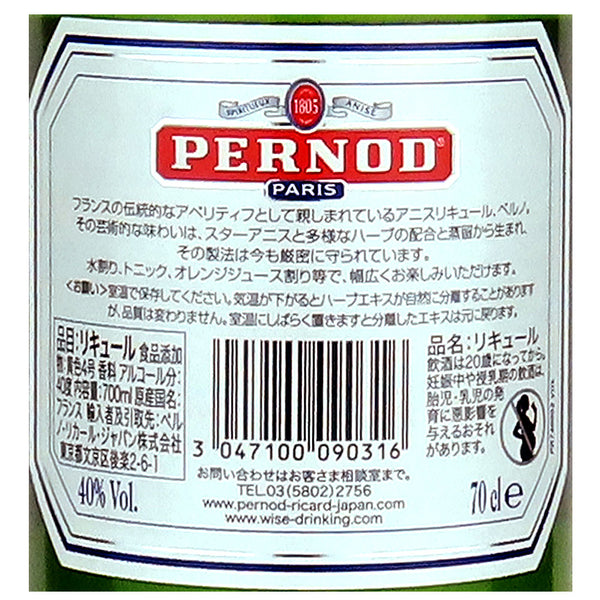 SPIRITUEUX 1805 ANISÉ
PERNOD
PARIS
フランスの伝統的なアペリティフとして親しまれているアニスリキュール、ペルノ。
その芸術的な味わいは、スターアニスと多様なハーブの配合と蒸留から生まれ、
その製法は今も厳密に守られています。
水割り、トニック、オレンジジュース割り等で、幅広くお楽しみいただけます。
<お願い>室温で保存してください。気温が下がるとハーブエキスが自然に分離することがあります
が、品質は変わりません。室温にしばらく置きますと分離したエキスは元に戻ります。
品目:リキュール 食品添加
物:黄色4号 香料 アルコール分:
40度 内容量:700ml 原産国名:
フランス 輸入者及び引取先:ペル
ノ・リカール・ジャパン株式会社
東京都文京区後楽2-6-1
40% Vol.
3 047100 090316
お問い合わせはお客さま相談室まで。
TEL.03(5802)2756
www.pernod-ricard-japan.com
www.wise-drinking.com
品名:リキュール
飲酒は20歳になってから。
妊娠中や授乳期の飲酒は、
胎児・乳児の発
育に悪影響を
与えるおそれ
があります。
70 cl e